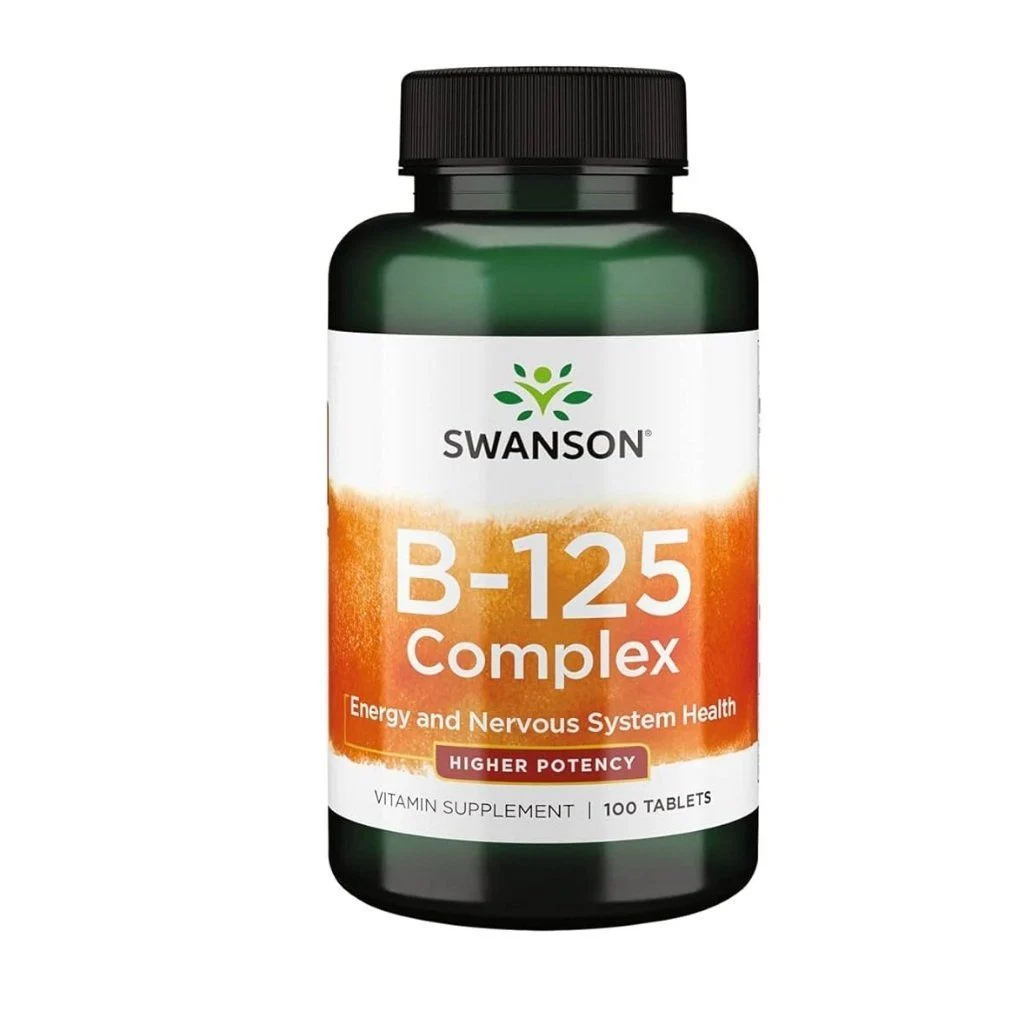 SWANSON®
B-125
Complex
Energy and Nervous System Health
HIGHER POTENCY
VITAMIN SUPPLEMENT | 100 TABLETS